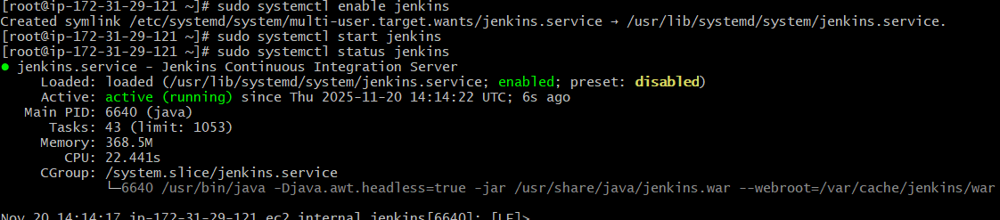 [root@ip-172-31-29-121 ~]# sudo systemctl enable jenkins
Created symlink /etc/systemd/system/multi-user.target.wants/jenkins.service → /usr/lib/systemd/system/jenkins.service.
[root@ip-172-31-29-121 ~]# sudo systemctl start jenkins
[root@ip-172-31-29-121 ~]# sudo systemctl status jenkins
● jenkins.service - Jenkins Continuous Integration Server
Loaded: loaded (/usr/lib/systemd/system/jenkins.service; enabled; preset: disabled)
Active: active (running) since Thu 2025-11-20 14:14:22 UTC; 6s ago
Main PID: 6640 (java)
Tasks: 43 (limit: 1053)
Memory: 368.5M
CPU: 22.441s
CGroup: /system.slice/jenkins.service
└─6640 /usr/bin/java -Djava.awt.headless=true -jar /usr/share/java/jenkins.war --webroot=/var/cache/jenkins/war
Nov 20 14:14:17 ip-172-31-29-121.ec2.internal jenkins[6640]: [LF]>